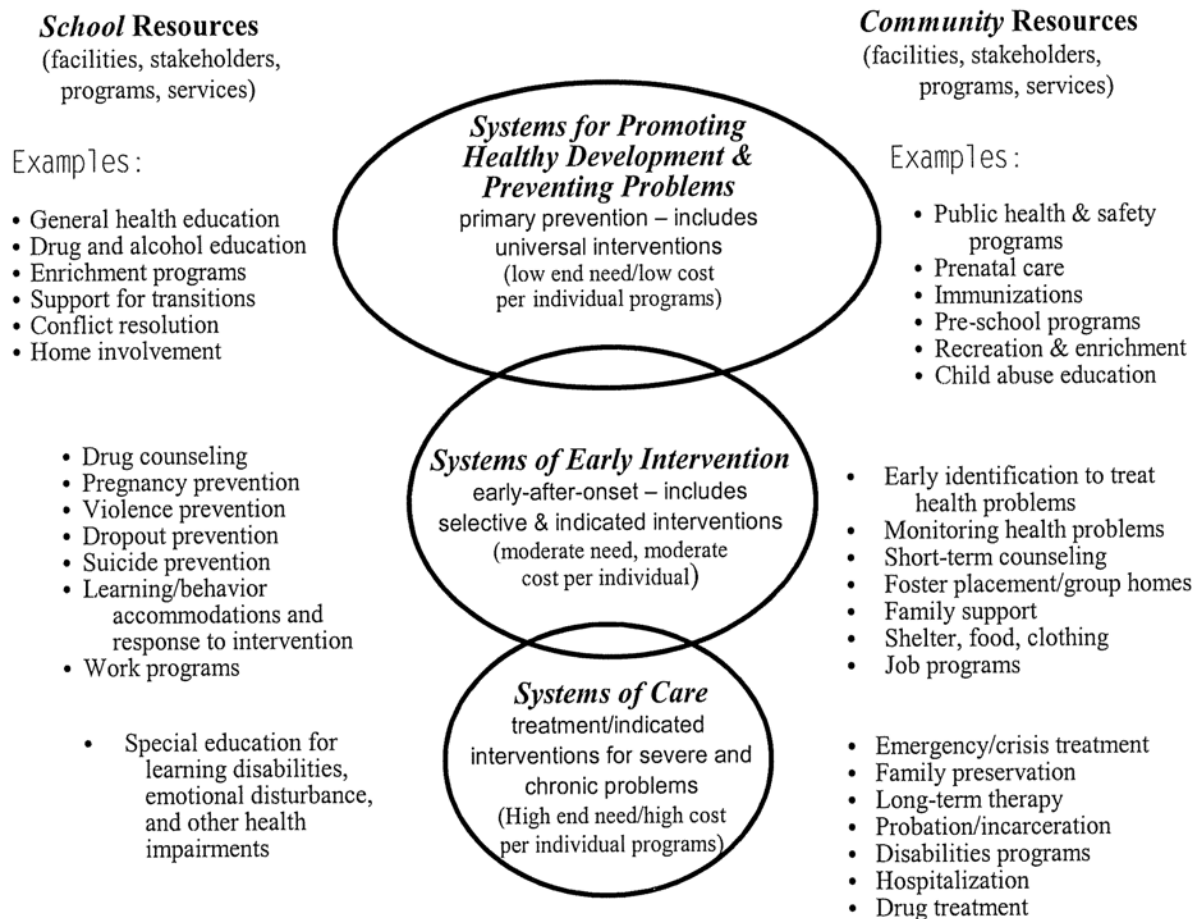 School Resources
(facilities, stakeholders,
programs, services)
Examples:
• General health education
• Drug and alcohol education
• Enrichment programs
• Support for transitions
• Conflict resolution
• Home involvement
• Drug counseling
• Pregnancy prevention
• Violence prevention
• Dropout prevention
• Suicide prevention
• Learning/behavior
accommodations and
response to intervention
• Work programs
• Special education for
learning disabilities,
emotional disturbance,
and other health
impairments
Systems for Promoting
Healthy Development &
Preventing Problems
primary prevention – includes
universal interventions
(low end need/low cost
per individual programs)
Systems of Early Intervention
early-after-onset – includes
selective & indicated interventions
(moderate need, moderate
cost per individual)
Systems of Care
treatment/indicated
interventions for severe and
chronic problems
(High end need/high cost
per individual programs)
Community Resources
(facilities, stakeholders,
programs, services)
Examples:
• Public health & safety
programs
• Prenatal care
• Immunizations
• Pre-school programs
• Recreation & enrichment
• Child abuse education
• Early identification to treat
health problems
• Monitoring health problems
• Short-term counseling
• Foster placement/group homes
• Family support
• Shelter, food, clothing
• Job programs
• Emergency/crisis treatment
• Family preservation
• Long-term therapy
• Probation/incarceration
• Disabilities programs
• Hospitalization
• Drug treatment